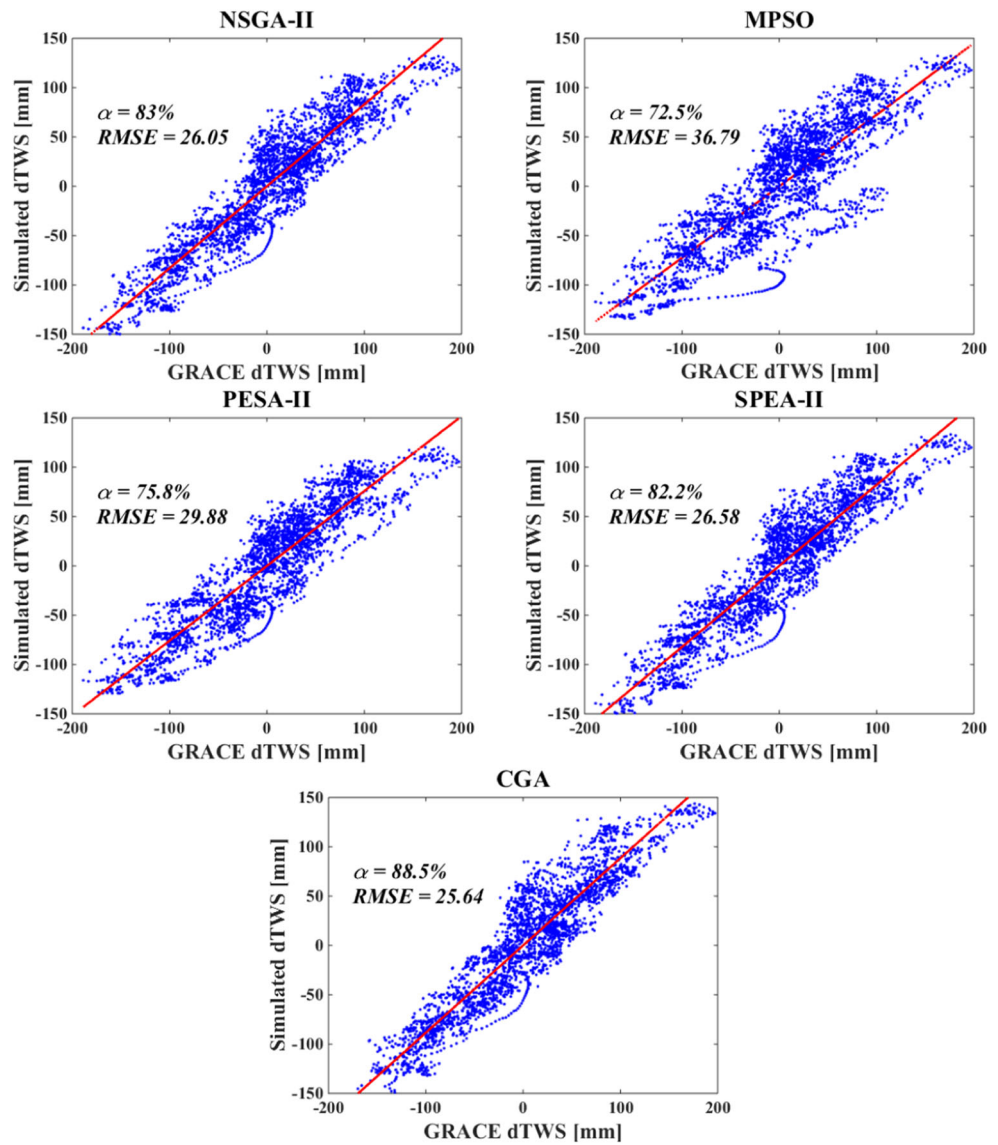 NSGA-II
MPSO
150
100
50
0
-50
-100
-150
Simulated dTWS [mm]
α = 83%
RMSE = 26.05
-200
-100
0
100
200
GRACE dTWS [mm]
150
100
50
0
-50
-100
-150
Simulated dTWS [mm]
α = 72.5%
RMSE = 36.79
-200
-100
0
100
200
GRACE dTWS [mm]
PESA-II
SPEA-II
150
100
50
0
-50
-100
-150
Simulated dTWS [mm]
α = 75.8%
RMSE = 29.88
-200
-100
0
100
200
GRACE dTWS [mm]
150
100
50
0
-50
-100
-150
Simulated dTWS [mm]
α = 82.2%
RMSE = 26.58
-200
-100
0
100
200
GRACE dTWS [mm]
CGA
150
100
50
0
-50
-100
-150
Simulated dTWS [mm]
α = 88.5%
RMSE = 25.64
-200
-100
0
100
200
GRACE dTWS [mm]